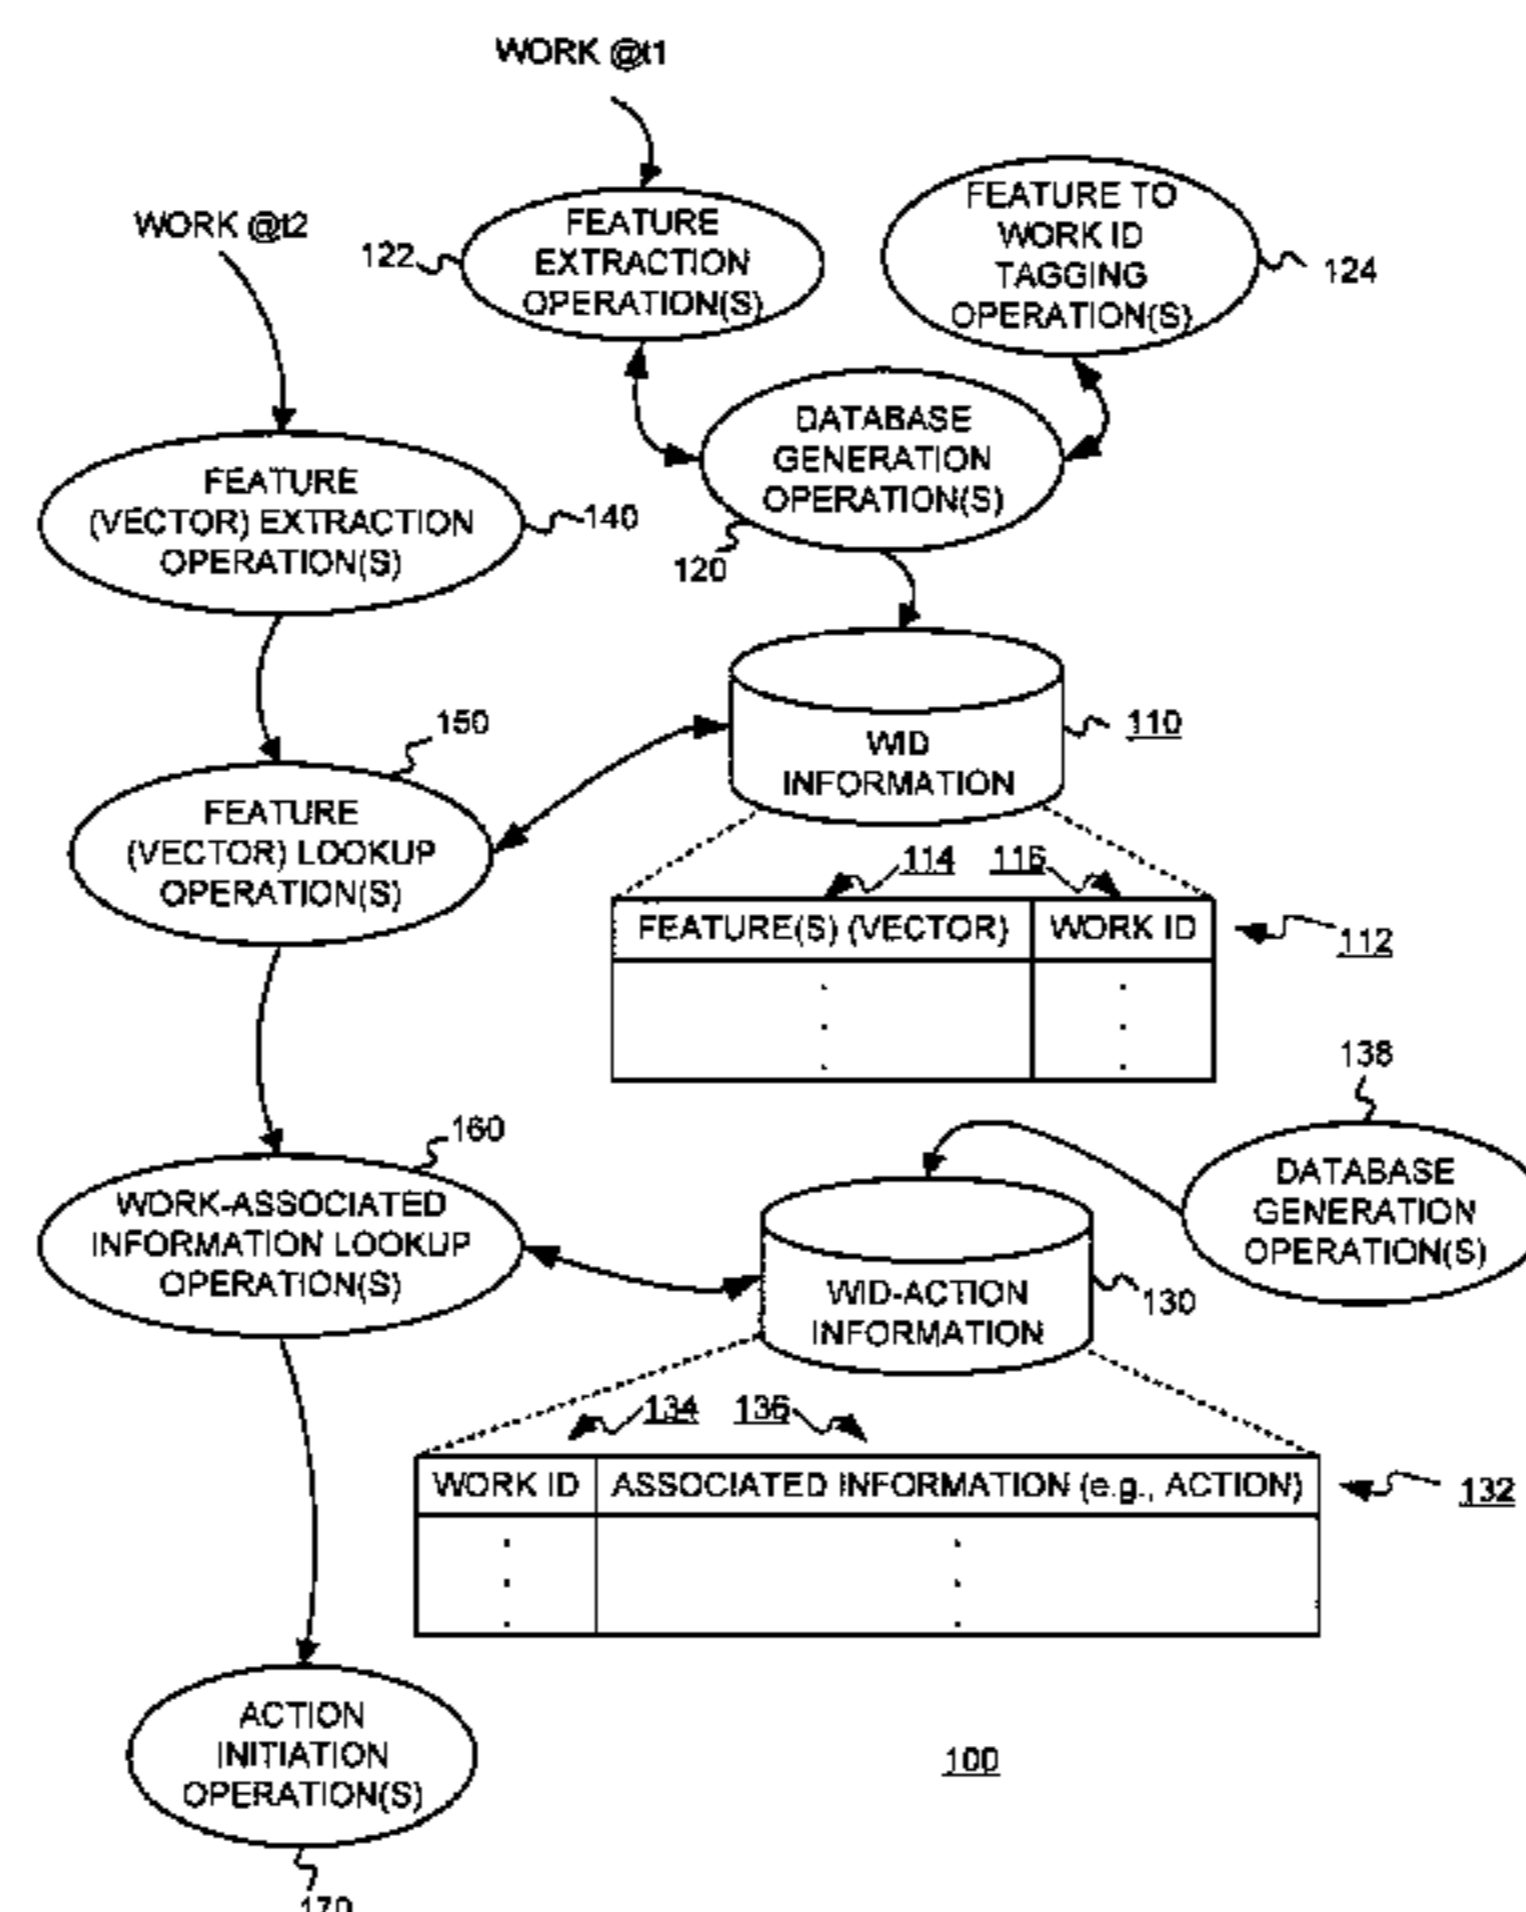 WORK @t1
WORK @t2
122
FEATURE
EXTRACTION
OPERATION(S)
FEATURE TO
WORK ID
TAGGING
OPERATION(S)
124
DATABASE
GENERATION
OPERATION(S)
120
FEATURE
(VECTOR) EXTRACTION
OPERATION(S)
140
150
FEATURE
(VECTOR) LOOKUP
OPERATION(S)
WID
INFORMATION
110
114
116
FEATURE(S) (VECTOR)
WORK ID
112
138
DATABASE
GENERATION
OPERATION(S)
160
WORK-ASSOCIATED
INFORMATION LOOKUP
OPERATION(S)
WID-ACTION
INFORMATION
130
134
136
WORK ID
ASSOCIATED INFORMATION (e.g., ACTION)
132
ACTION
INITIATION
OPERATION(S)
100
170